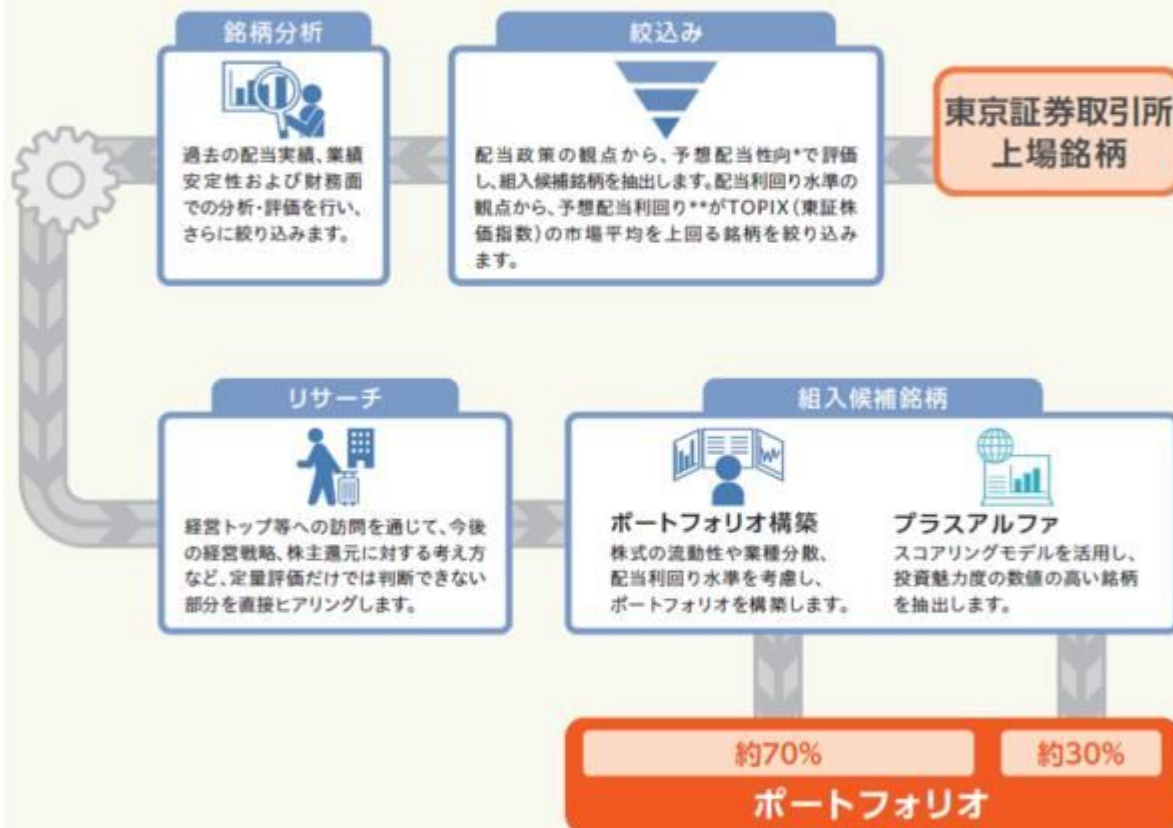 東京証券取引所
上場銘柄
絞込み
配当政策の観点から、予想配当性向*で評価
し、組入候補銘柄を抽出します。配当利回り水準の
観点から、予想配当利回り**がTOPIX(東証株
価指数)の市場平均を上回る銘柄を絞り込み
ます。
銘柄分析
過去の配当実績、業績
安定性および財務面
での分析・評価を行い、
さらに絞り込みます。
リサーチ
経営トップ等への訪問を通じて、今後
の経営戦略、株主還元に対する考え方
など、定量評価だけでは判断できない
部分を直接ヒアリングします。
組入候補銘柄
ポートフォリオ構築
株式の流動性や業種分散、
配当利回り水準を考慮し、
ポートフォリオを構築します。
プラスアルファ
スコアリングモデルを活用し、
投資魅力度の数値の高い銘柄
を抽出します。
約70%
約30%
ポートフォリオ